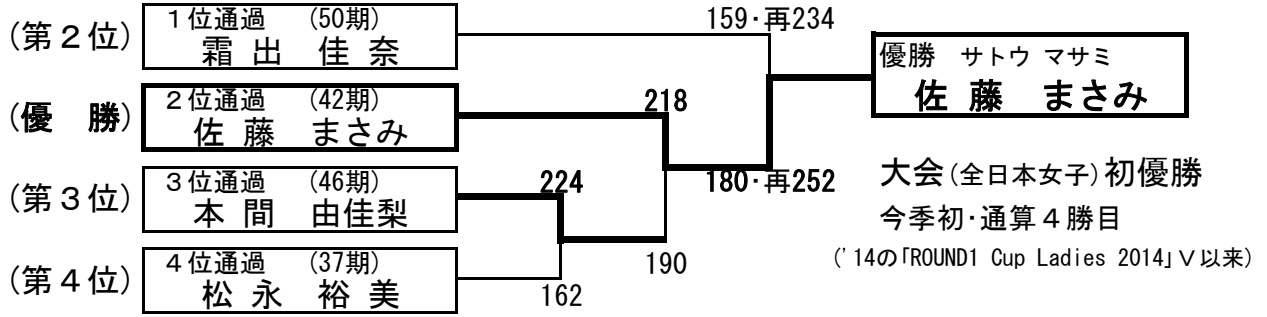 (第２位)
１位通過 (50期)
霜 出 佳 奈
159・再234
(優 勝)
２位通過 (42期)
佐 藤 まさみ
218
180・再252
(第３位)
３位通過 (46期)
本 間 由佳梨
224
190
(第４位)
４位通過 (37期)
松 永 裕 美
162
優勝 サトウ マサミ
佐 藤 まさみ
大会(全日本女子)初優勝
今季初・通算４勝目
('14の｢ROUND1 Cup Ladies 2014｣Ｖ以来)